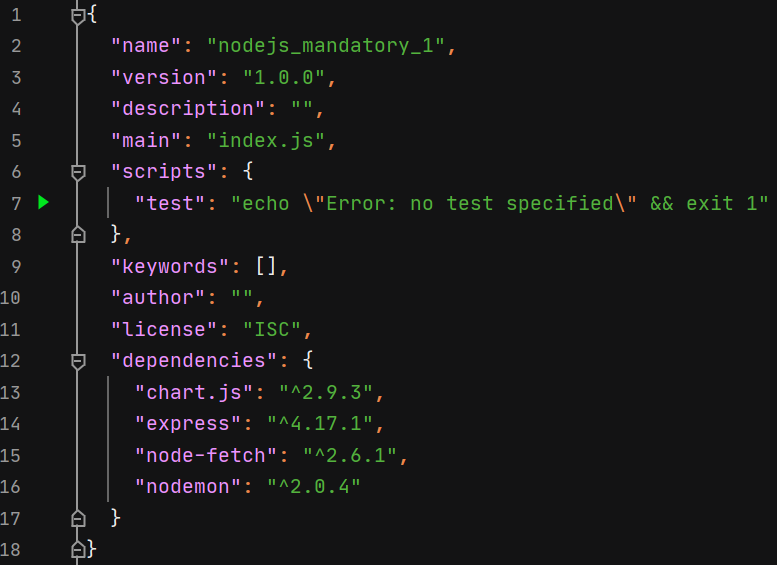 1 {
2 "name": "nodejs_mandatory_1",
3 "version": "1.0.0",
4 "description": "",
5 "main": "index.js",
6 "scripts": {
7 "test": "echo \"Error: no test specified\" && exit 1"
8 },
9 "keywords": [],
10 "author": "",
11 "license": "ISC",
12 "dependencies": {
13 "chart.js": "^2.9.3",
14 "express": "^4.17.1",
15 "node-fetch": "^2.6.1",
16 "nodemon": "^2.0.4"
17 }
18 }